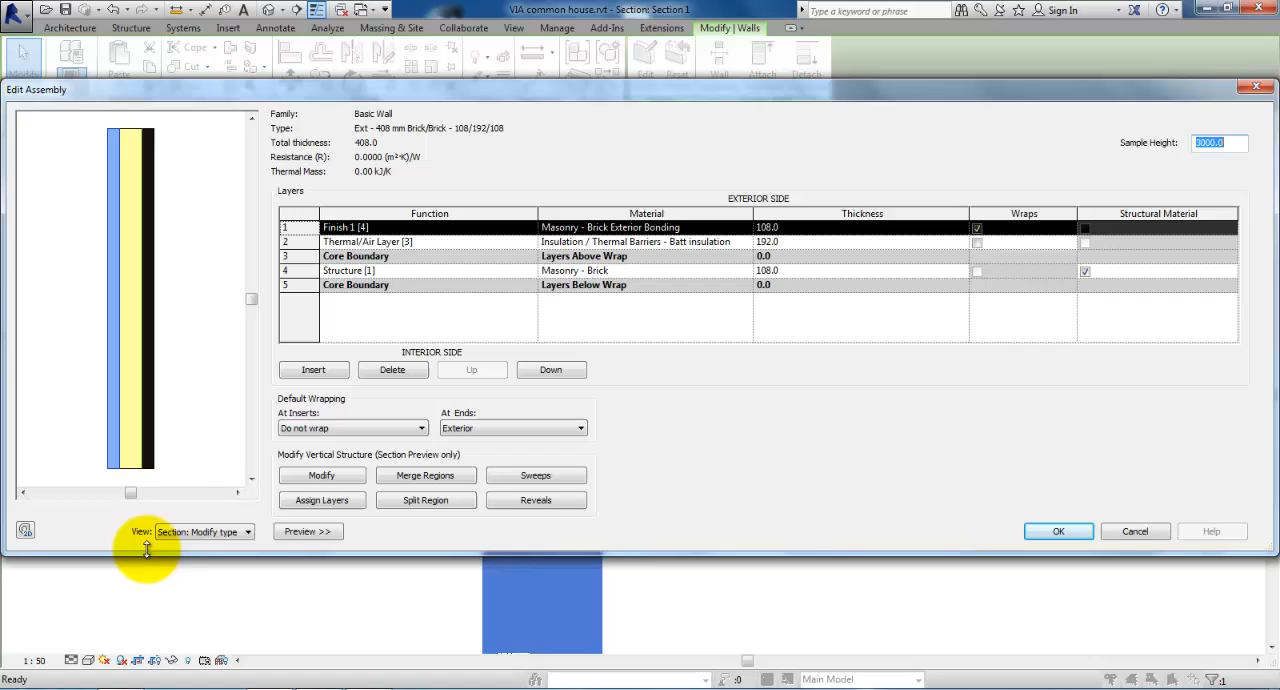 VIA common house.rvt - Section: Section 1
Type a keyword or phrase
Sign In
Architecture Structure Systems Insert Annotate Analyze Massing & Site Collaborate View Manage Add-Ins Extensions Modify | Walls
Modify Paste Cope Cut Edit Reset Wall Attach Detach
Edit Assembly
Family: Basic Wall
Type: Ext - 408 mm Brick/Brick - 108/192/108
Total thickness: 408.0
Resistance (R): 0.0000 (m²·K)/W
Thermal Mass: 0.00 kJ/K
Sample Height: 3000.0
Layers
EXTERIOR SIDE
Function Material Thickness Wraps Structural Material
1 Finish 1 [4] Masonry - Brick Exterior Bonding 108.0
2 Thermal/Air Layer [3] Insulation / Thermal Barriers - Batt insulation 192.0
3 Core Boundary Layers Above Wrap 0.0
4 Structure [1] Masonry - Brick 108.0
5 Core Boundary Layers Below Wrap 0.0
INTERIOR SIDE
Insert Delete Up Down
Default Wrapping
At Inserts: At Ends:
Do not wrap Exterior
Modify Vertical Structure (Section Preview only)
Modify Merge Regions Sweeps
Assign Layers Split Region Reveals
View: Section: Modify type Preview >> OK Cancel Help
1 : 50
Ready :0 Main Model :1